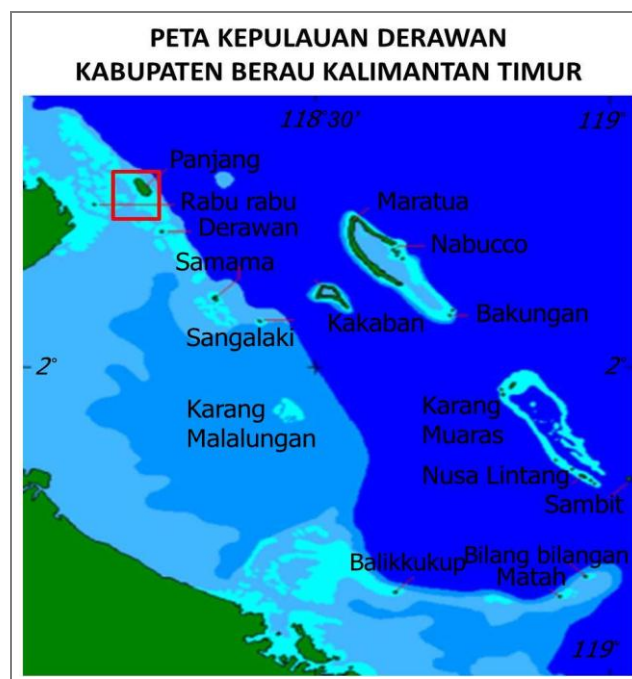 PETA KEPULAUAN DERAWAN
KABUPATEN BERAU KALIMANTAN TIMUR
118°30'
119°
Panjang
Rabu rabu
Maratua
Derawan
Nabucco
Samama
Kakaban
Bakungan
Sangalaki
2°
2°
Karang
Malalungan
Karang
Muaras
Nusa Lintang
Sambit
Balikkukup
Bilang bilangan
Matah
119°